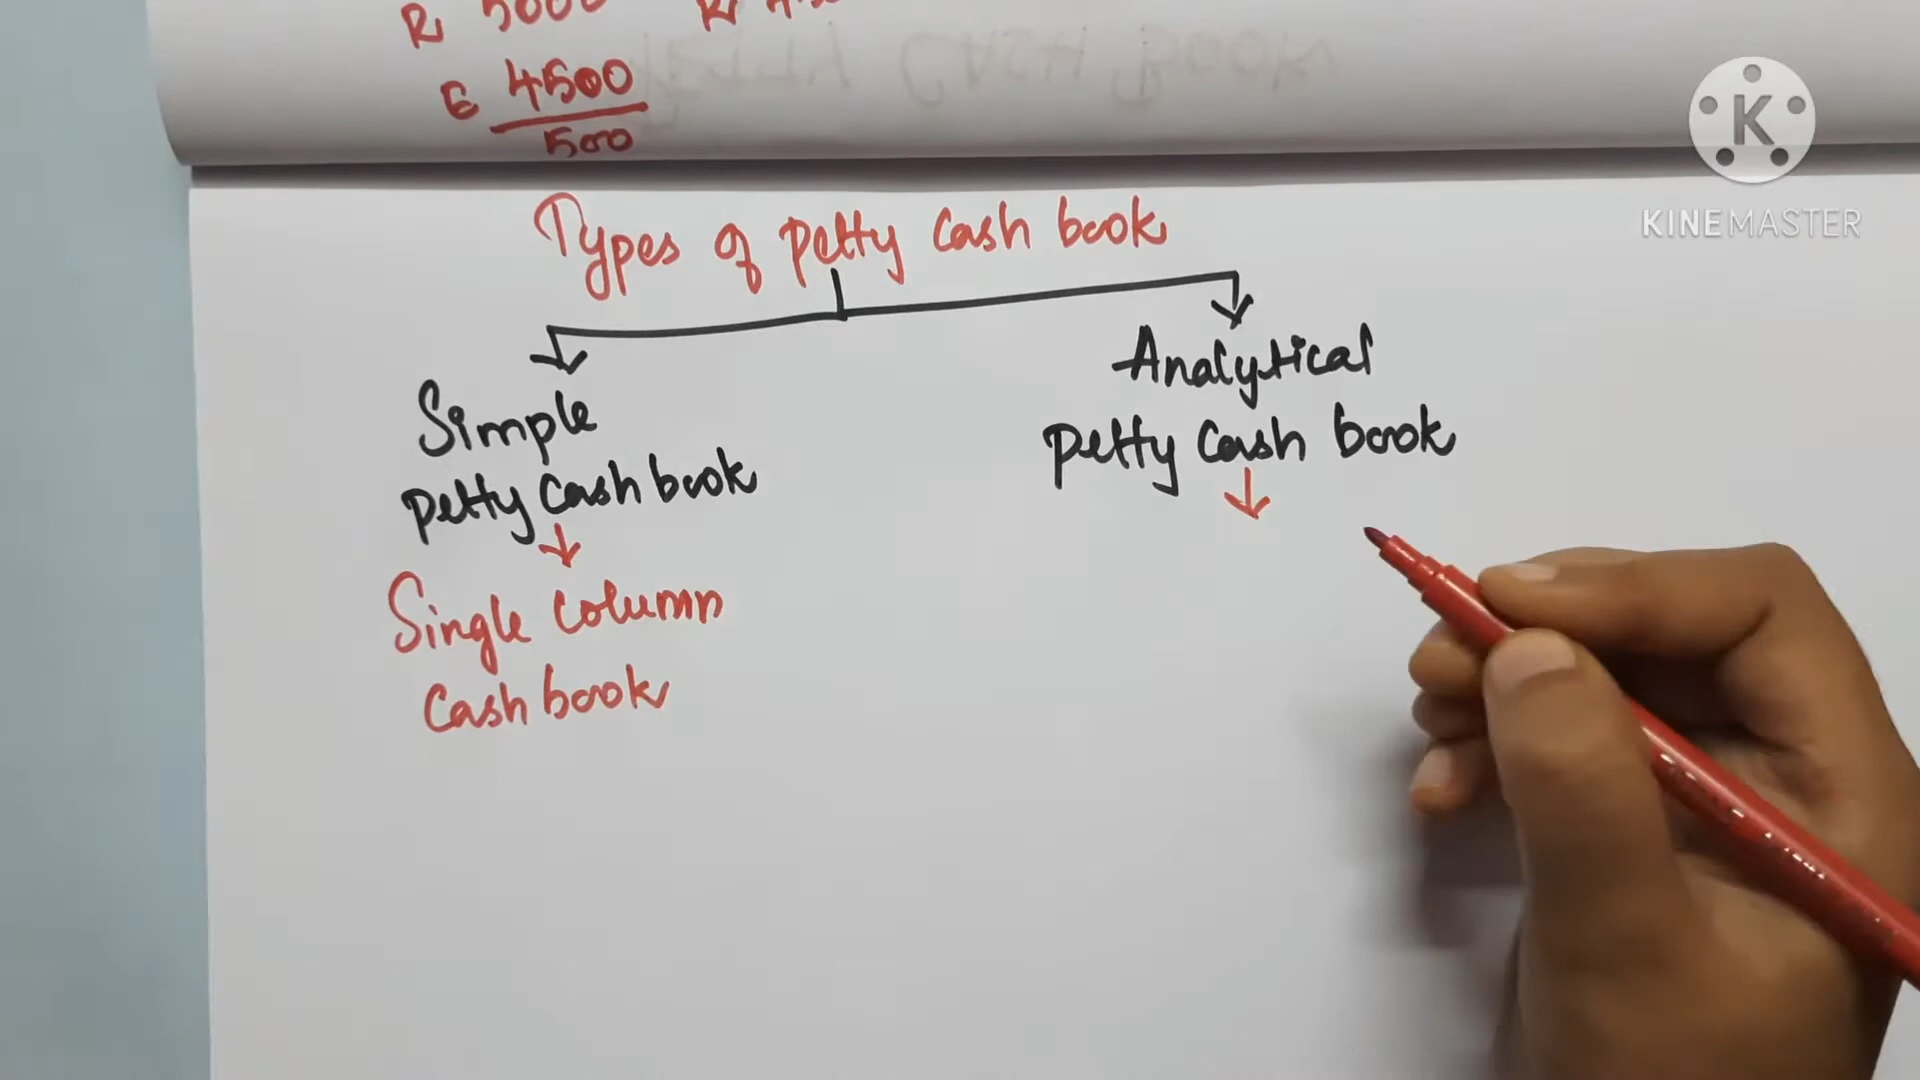 R 5000
E 4500
500
Types of petty cash book
Simple
petty cash book
Single column
cash book
Analytical
petty cash book
K
KINEMASTER